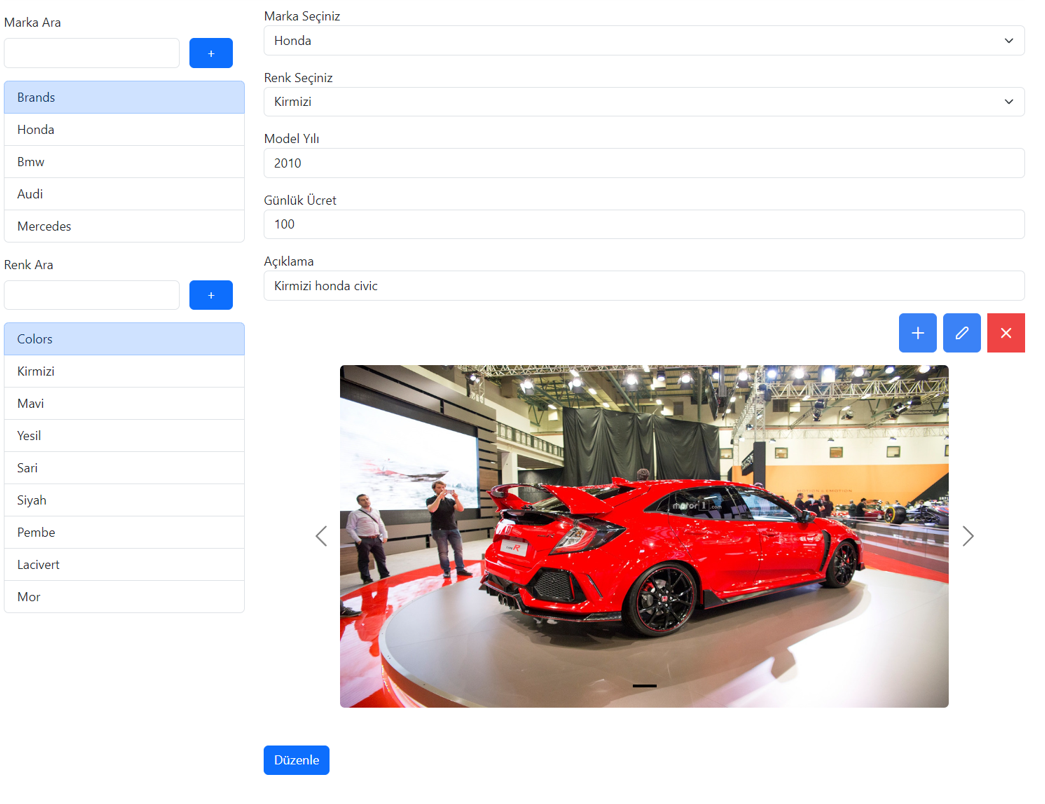 Marka Ara
+
Brands
Honda
Bmw
Audi
Mercedes
Renk Ara
+
Colors
Kirmizi
Mavi
Yesil
Sari
Siyah
Pembe
Lacivert
Mor
Marka Seçiniz
Honda
Renk Seçiniz
Kirmizi
Model Yılı
2010
Günlük Ücret
100
Açıklama
Kirmizi honda civic
motor1
R
Düzenle